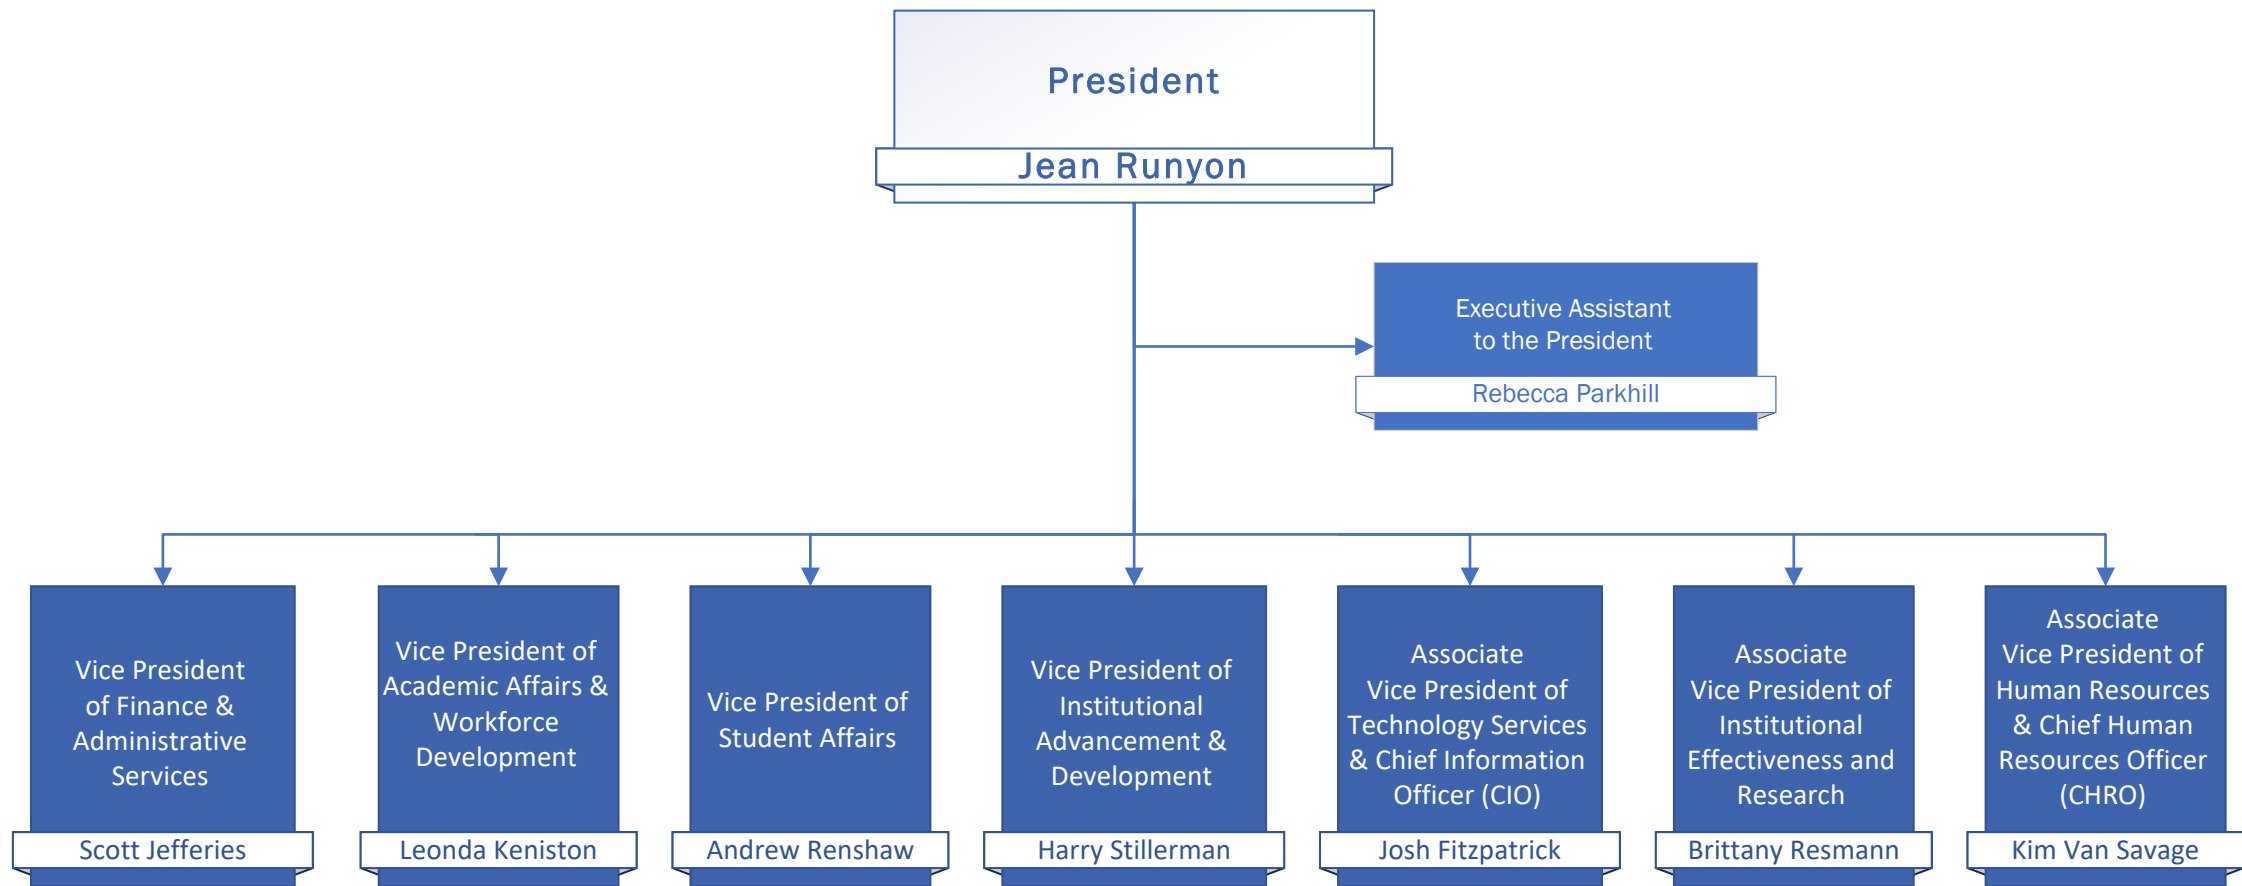 President
Jean Runyon
Executive Assistant
to the President
Rebecca Parkhill
Vice President
of Finance &
Administrative
Services
Scott Jefferies
Vice President of
Academic Affairs &
Workforce
Development
Leonda Keniston
Vice President of
Student Affairs
Andrew Renshaw
Vice President of
Institutional
Advancement &
Development
Harry Stillerman
Associate
Vice President of
Technology Services
& Chief Information
Officer (CIO)
Josh Fitzpatrick
Associate
Vice President of
Institutional
Effectiveness and
Research
Brittany Resmann
Associate
Vice President of
Human Resources
& Chief Human
Resources Officer
(CHRO)
Kim Van Savage